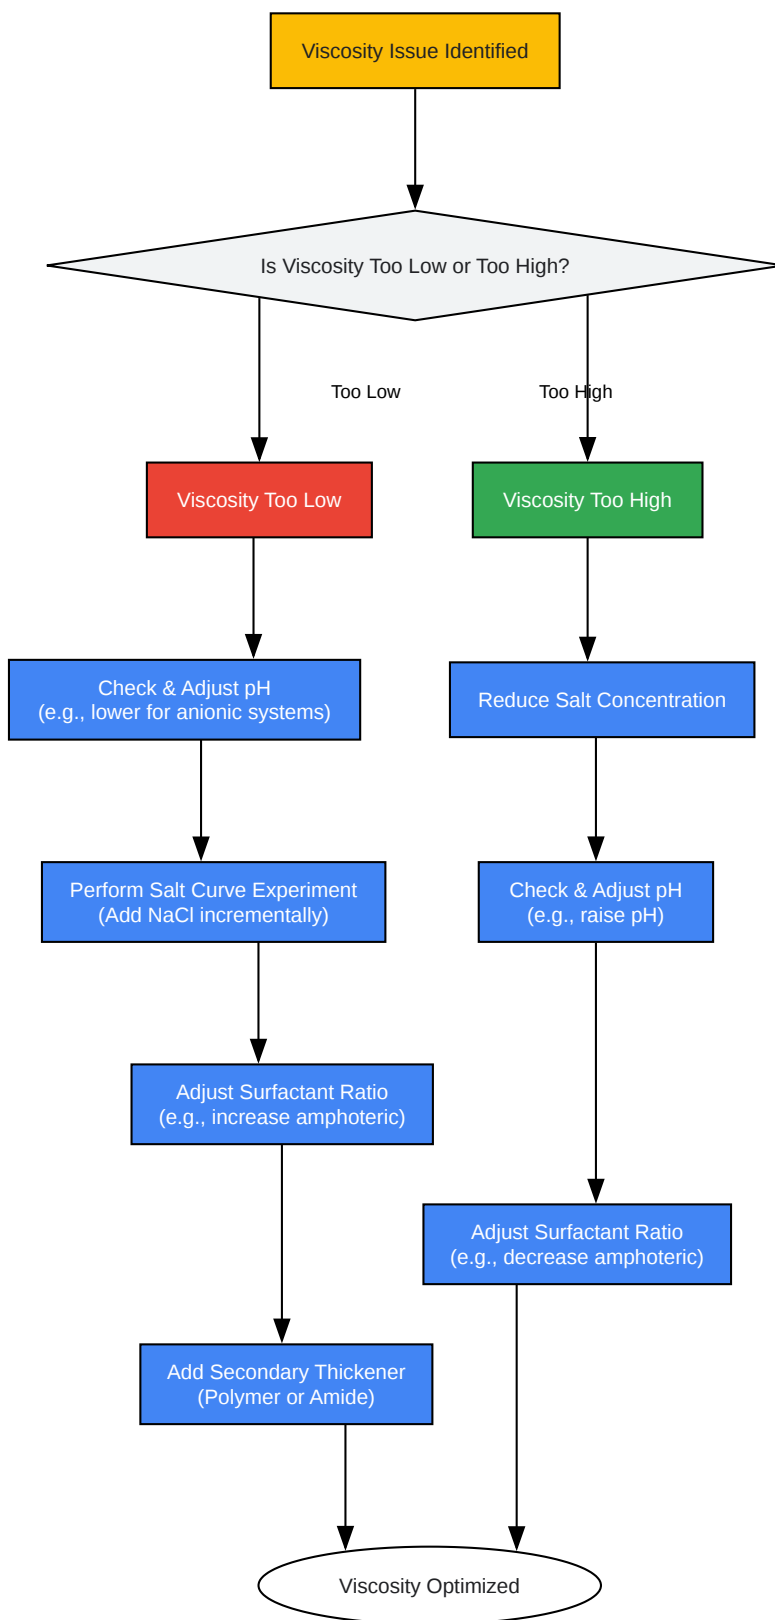 Viscosity Issue Identified
Is Viscosity Too Low or Too High?
Too Low
Too High
Viscosity Too Low
Viscosity Too High
Check & Adjust pH
(e.g., lower for anionic systems)
Reduce Salt Concentration
Perform Salt Curve Experiment
(Add NaCl incrementally)
Check & Adjust pH
(e.g., raise pH)
Adjust Surfactant Ratio
(e.g., increase amphoteric)
Adjust Surfactant Ratio
(e.g., decrease amphoteric)
Add Secondary Thickener
(Polymer or Amide)
Viscosity Optimized